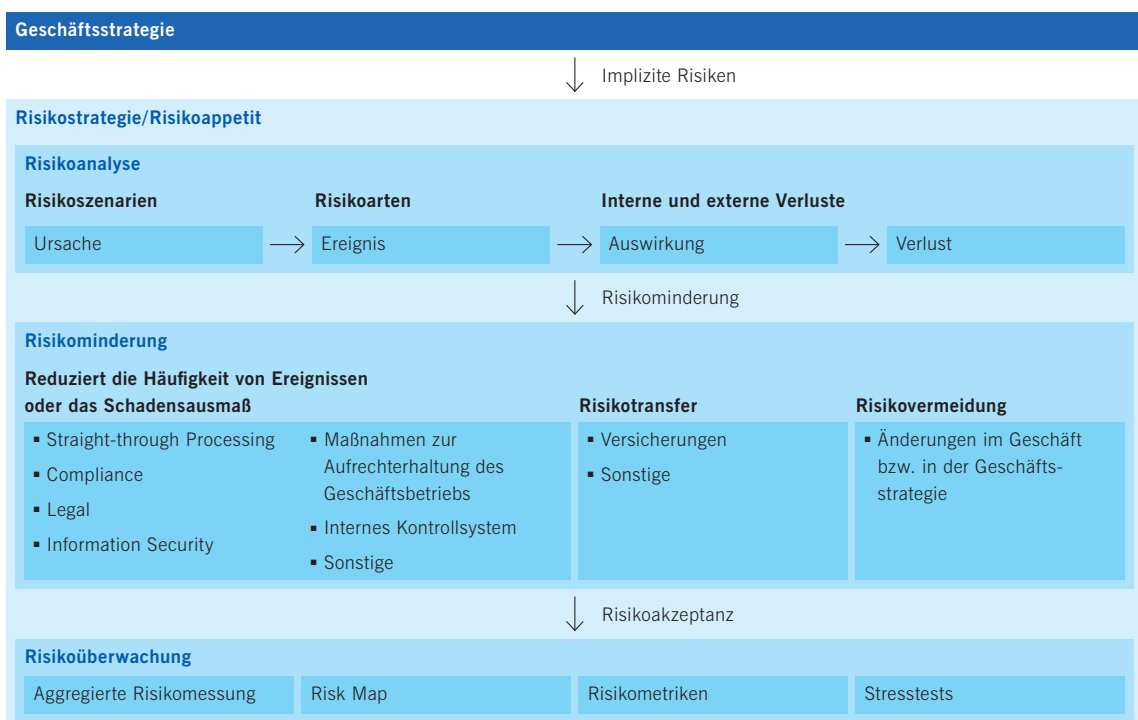 Geschäftsstrategie
Implizite Risiken
Risikostrategie/Risikoappetit
Risikoanalyse
Risikoszenarien
Risikoarten
Interne und externe Verluste
Ursache
Ereignis
Auswirkung
Verlust
Risikominderung
Risikominderung
Reduziert die Häufigkeit von Ereignissen
oder das Schadensausmaß
▪ Straight-through Processing
▪ Compliance
▪ Legal
▪ Information Security
▪ Maßnahmen zur
Aufrechterhaltung des
Geschäftsbetriebs
▪ Internes Kontrollsystem
▪ Sonstige
Risikotransfer
▪ Versicherungen
▪ Sonstige
Risikovermeidung
▪ Änderungen im Geschäft
bzw. in der Geschäfts-
strategie
Risikoakzeptanz
Risikoüberwachung
Aggregierte Risikomessung
Risk Map
Risikometriken
Stresstests